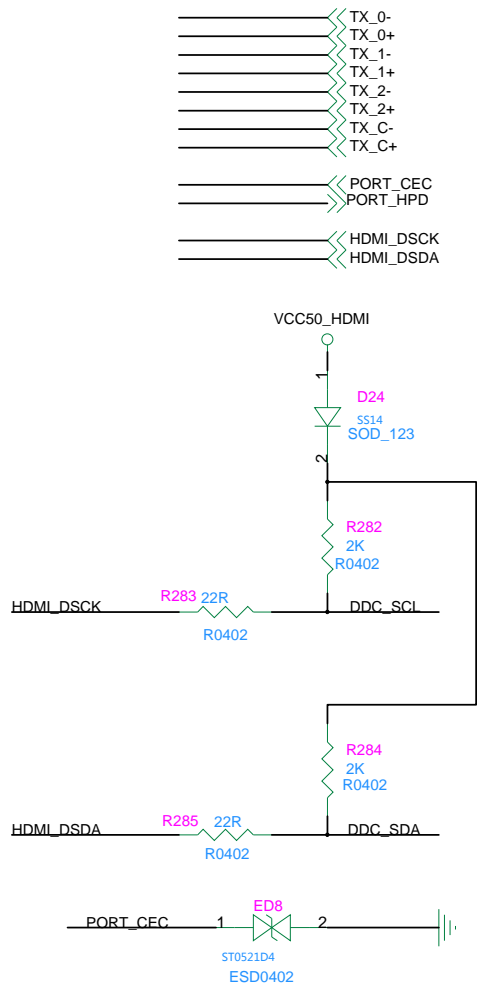 TX_0-
TX_0+
TX_1-
TX_1+
TX_2-
TX_2+
TX_C-
TX_C+
PORT_CEC
PORT_HPD
HDMI_DSCK
HDMI_DSDA
VCC50_HDMI
1
D24
SS14
SOD_123
2
R282
2K
R0402
R283 22R
HDMI_DSCK
DDC_SCL
R0402
R284
2K
R0402
R285 22R
HDMI_DSDA
DDC_SDA
R0402
ED8
PORT_CEC
1
2
ST0521D4
ESD0402